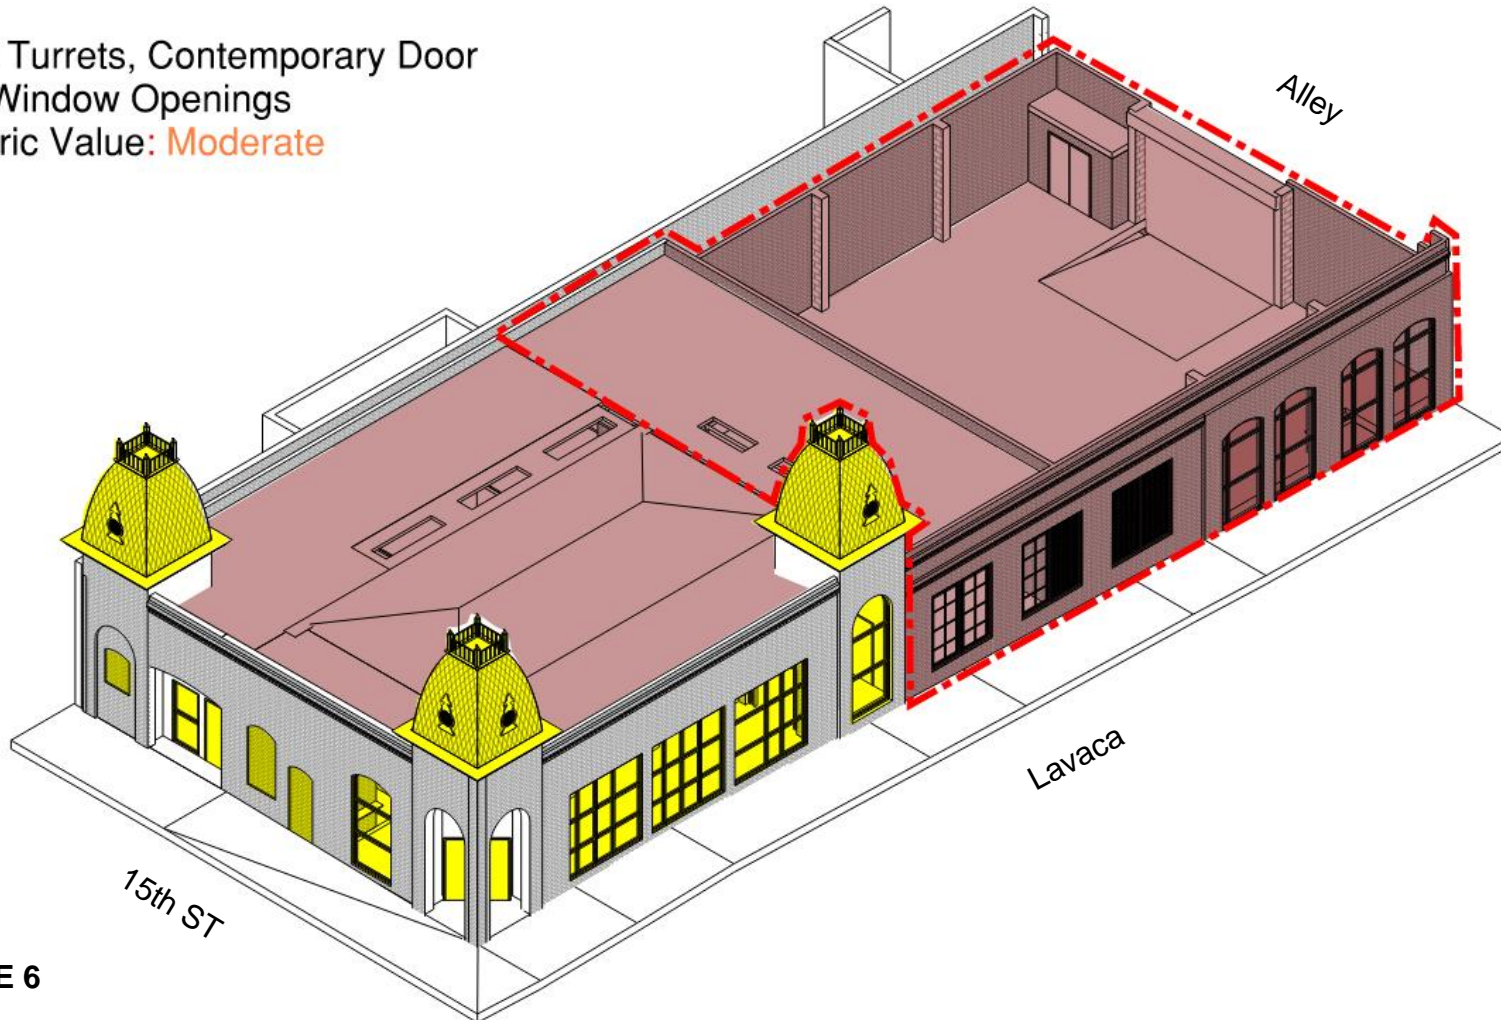 Turrets, Contemporary Door
Window Openings
ric Value: Moderate
Alley
Lavaca
15th ST
E 6